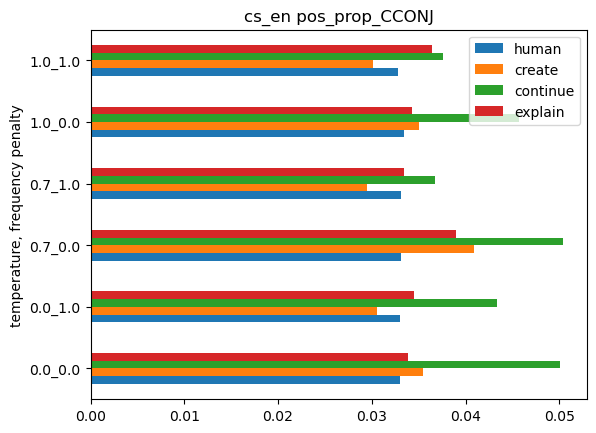 cs_en pos_prop_CCONJ
human
create
continue
explain
temperature, frequency penalty
1.0_1.0
1.0_0.0
0.7_1.0
0.7_0.0
0.0_1.0
0.0_0.0
0.00 0.01 0.02 0.03 0.04 0.05